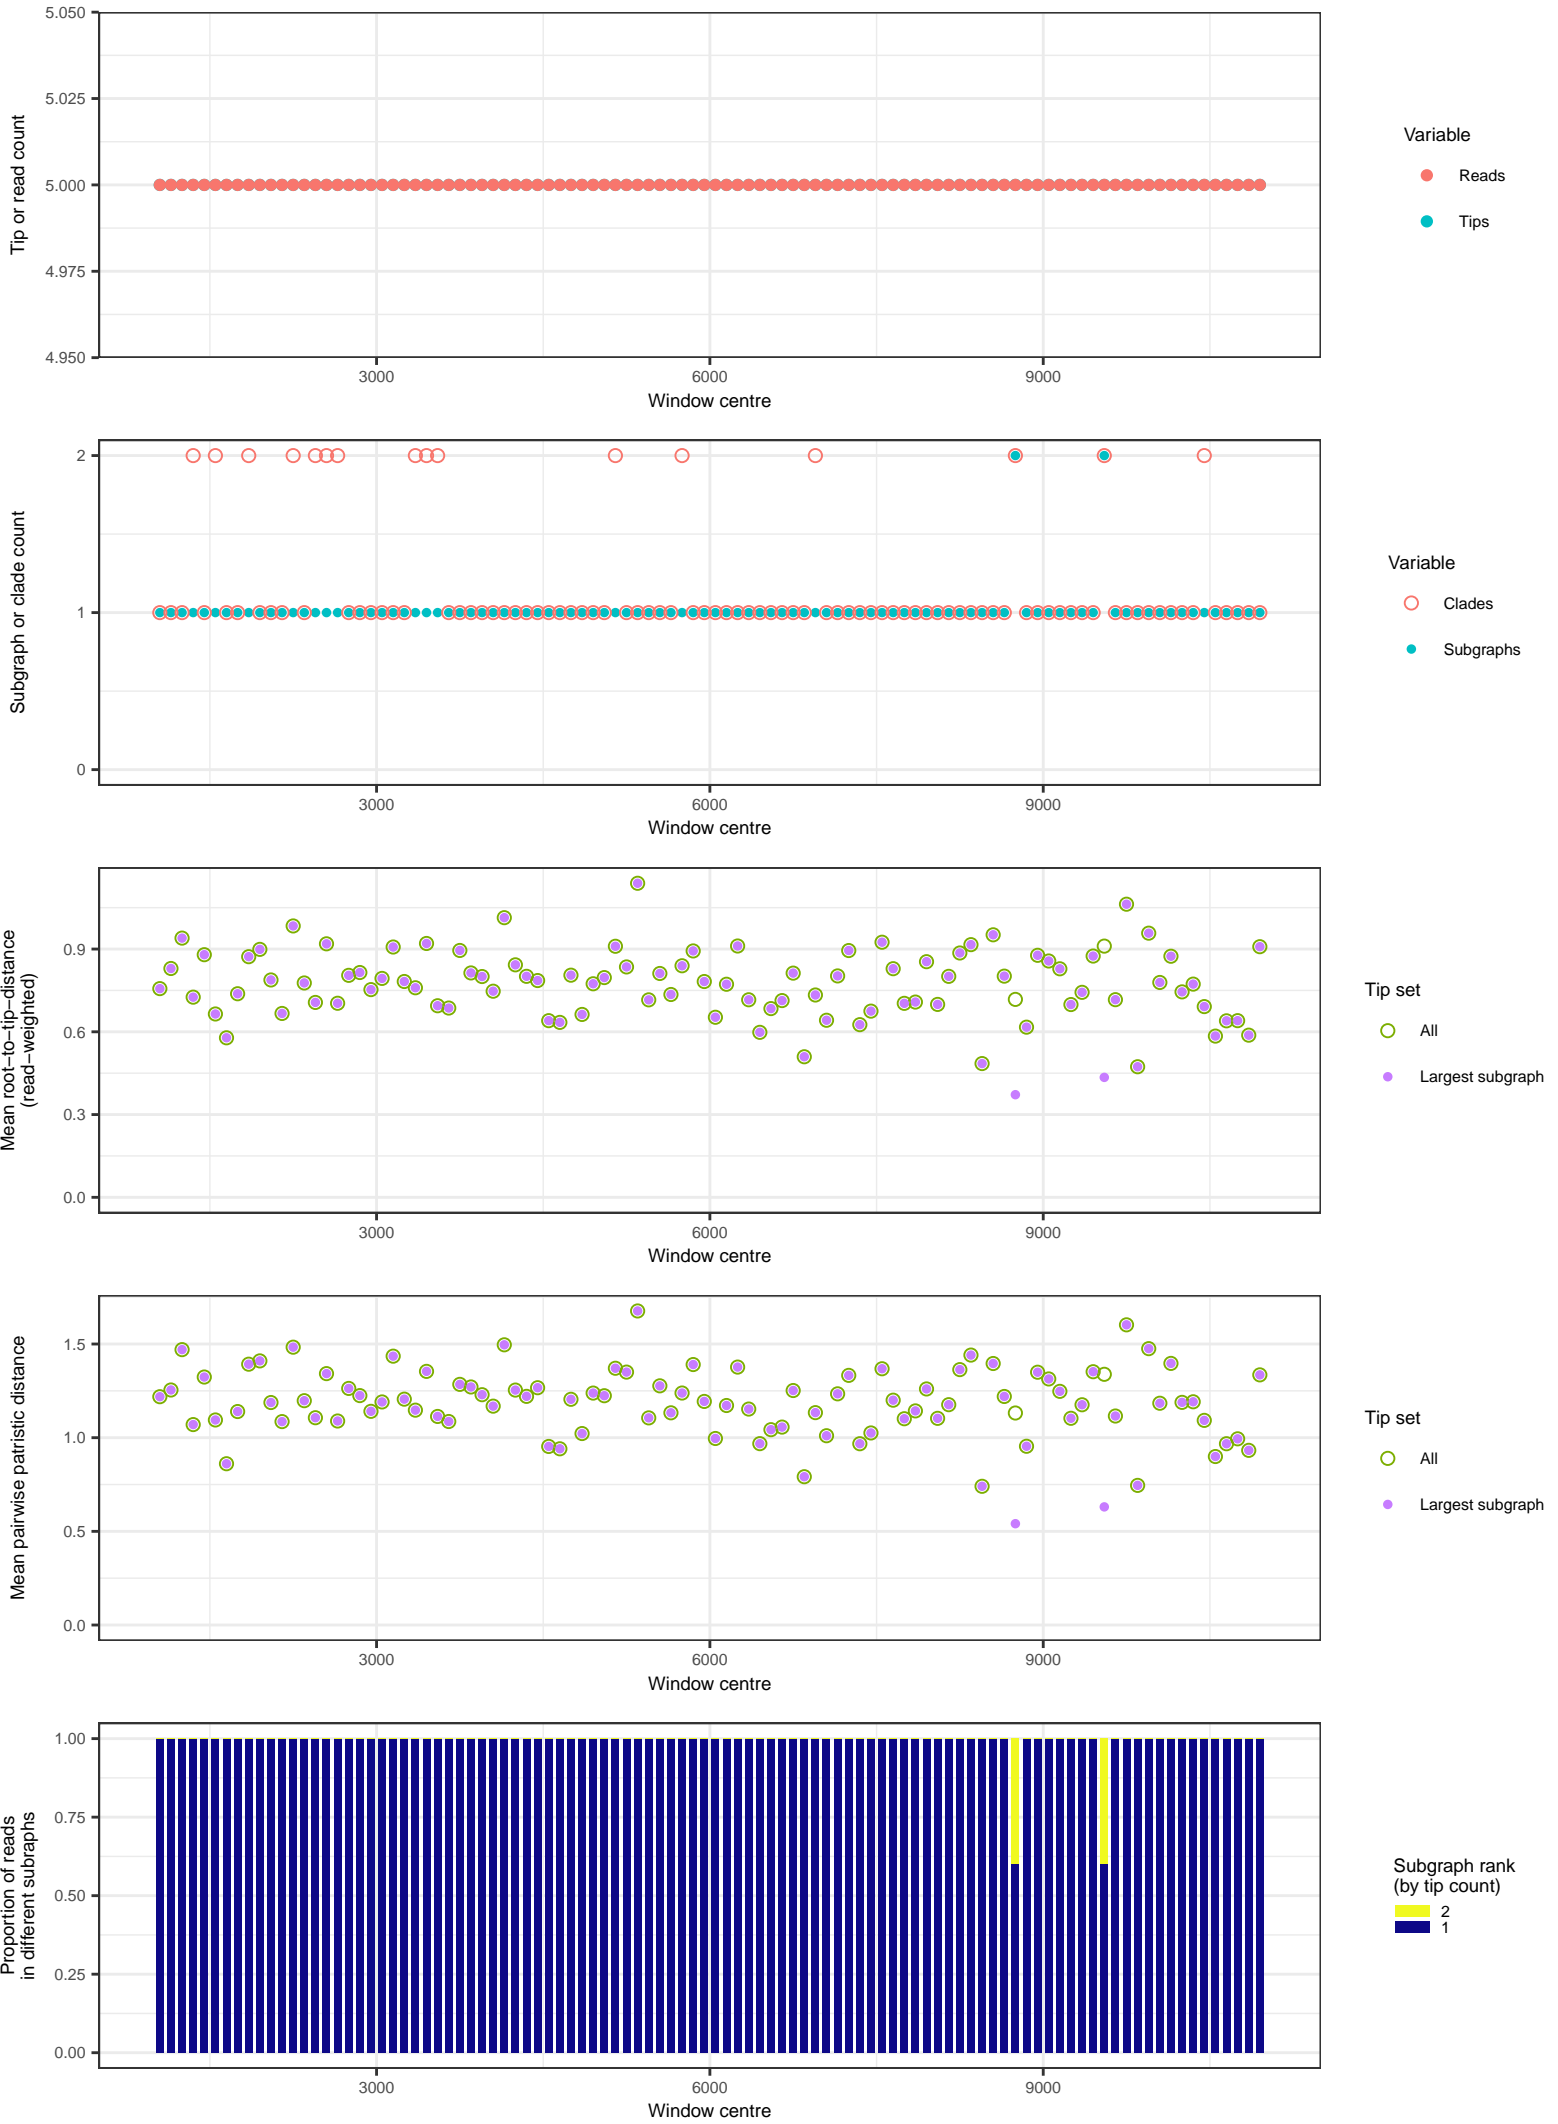 5.050
5.025
5.000
4.975
4.950
Tip or read count
3000
6000
9000
Window centre
Variable
Reads
Tips
2
1
0
Subgraph or clade count
3000
6000
9000
Window centre
Variable
Clades
Subgraphs
0.9
0.6
0.3
0.0
Mean root−to−tip−distance
(read−weighted)
3000
6000
9000
Window centre
Tip set
All
Largest subgraph
1.5
1.0
0.5
0.0
Mean pairwise patristic distance
3000
6000
9000
Window centre
Tip set
All
Largest subgraph
1.00
0.75
0.50
0.25
0.00
Proportion of reads
in different subraphs
3000
6000
9000
Window centre
Subgraph rank
(by tip count)
2
1